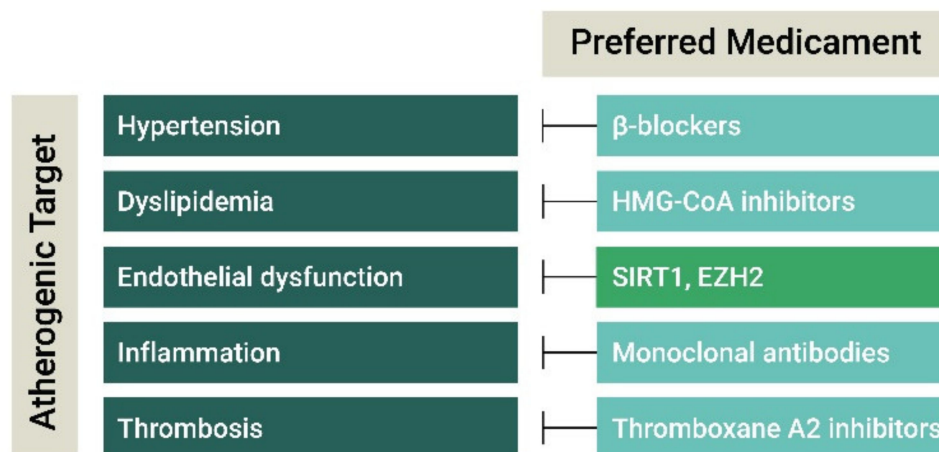 Preferred Medicament
Atherogenic Target
Hypertension
β-blockers
Dyslipidemia
HMG-CoA inhibitors
Endothelial dysfunction
SIRT1, EZH2
Inflammation
Monoclonal antibodies
Thrombosis
Thromboxane A2 inhibitors